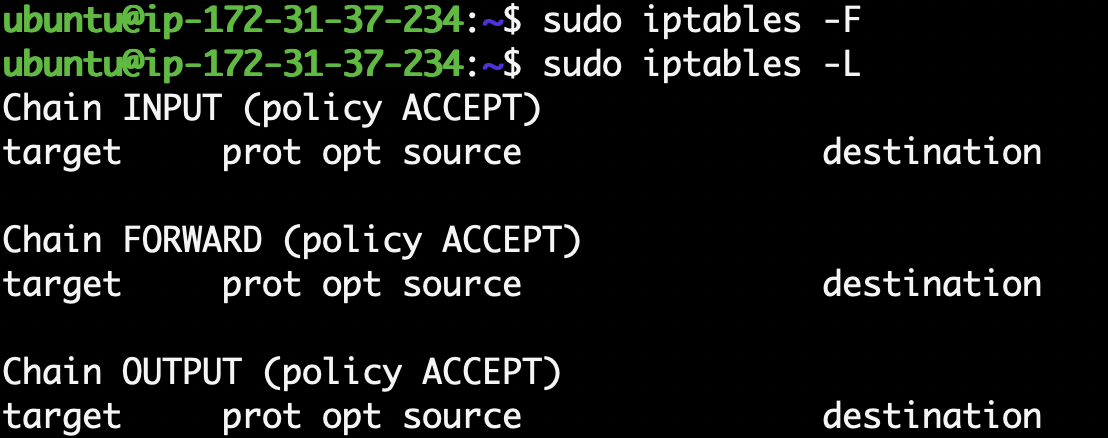 ubuntu@ip-172-31-37-234:~$ sudo iptables -F
ubuntu@ip-172-31-37-234:~$ sudo iptables -L
Chain INPUT (policy ACCEPT)
target     prot opt source               destination

Chain FORWARD (policy ACCEPT)
target     prot opt source               destination

Chain OUTPUT (policy ACCEPT)
target     prot opt source               destination